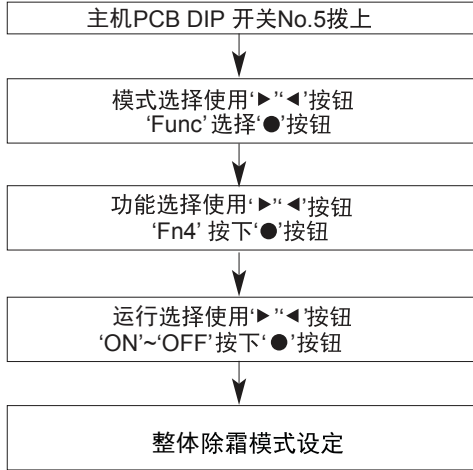 主机PCB DIP 开关No.5拨上
模式选择使用‘▶’‘◀’按钮
‘Func’ 选择‘●’按钮
功能选择使用‘▶’‘◀’按钮
‘Fn4’ 按下‘●’按钮
运行选择使用‘▶’‘◀’按钮
‘ON’~‘OFF’ 按下‘●’按钮
整体除霜模式设定